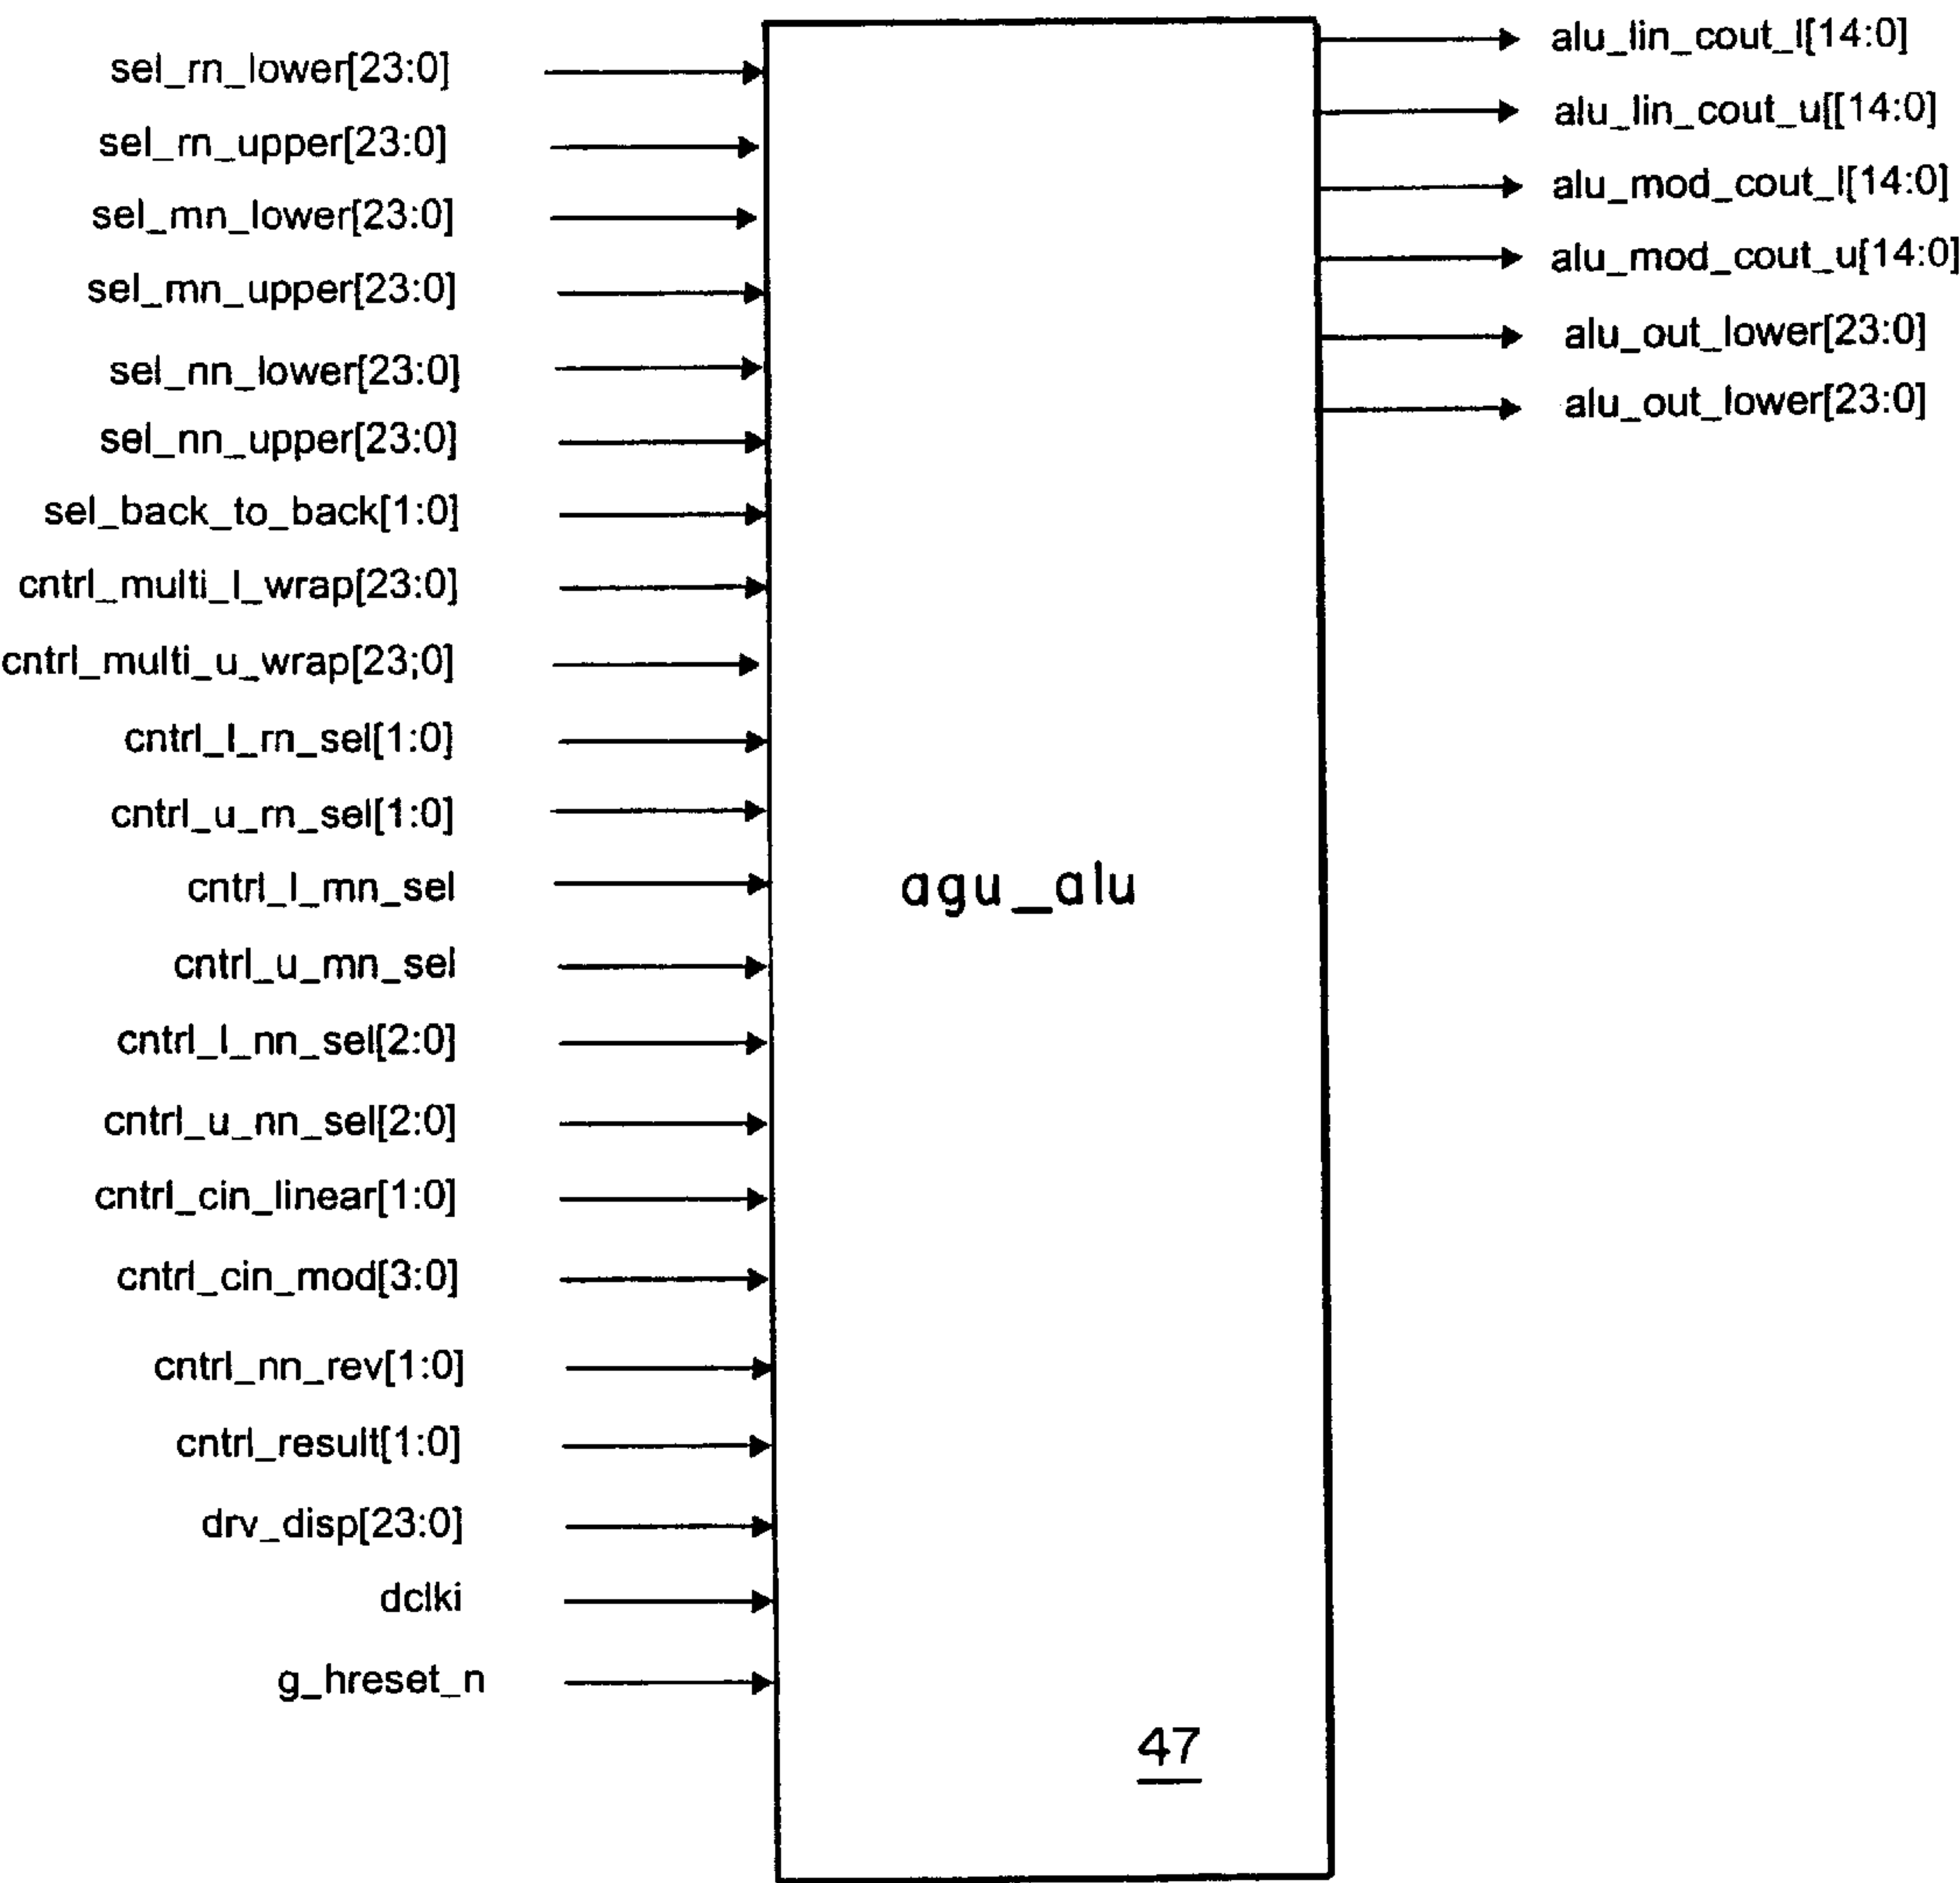 sel_rn_lower[23:0]
sel_rn_upper[23:0]
sel_mn_lower[23:0]
sel_mn_upper[23:0]
sel_nn_lower[23:0]
sel_nn_upper[23:0]
sel_back_to_back[1:0]
cntrl_multi_l_wrap[23:0]
cntrl_multi_u_wrap[23;0]
cntrl_l_rn_sel[1:0]
cntrl_u_rn_sel[1:0]
cntrl_l_mn_sel
cntrl_u_mn_sel
cntrl_l_nn_sel[2:0]
cntrl_u_nn_sel[2:0]
cntrl_cin_linear[1:0]
cntrl_cin_mod[3:0]
cntrl_nn_rev[1:0]
cntrl_result[1:0]
drv_disp[23:0]
dclki
g_hreset_n
agu_alu
47
alu_lin_cout_l[14:0]
alu_lin_cout_u[[14:0]
alu_mod_cout_l[14:0]
alu_mod_cout_u[14:0]
alu_out_lower[23:0]
alu_out_lower[23:0]